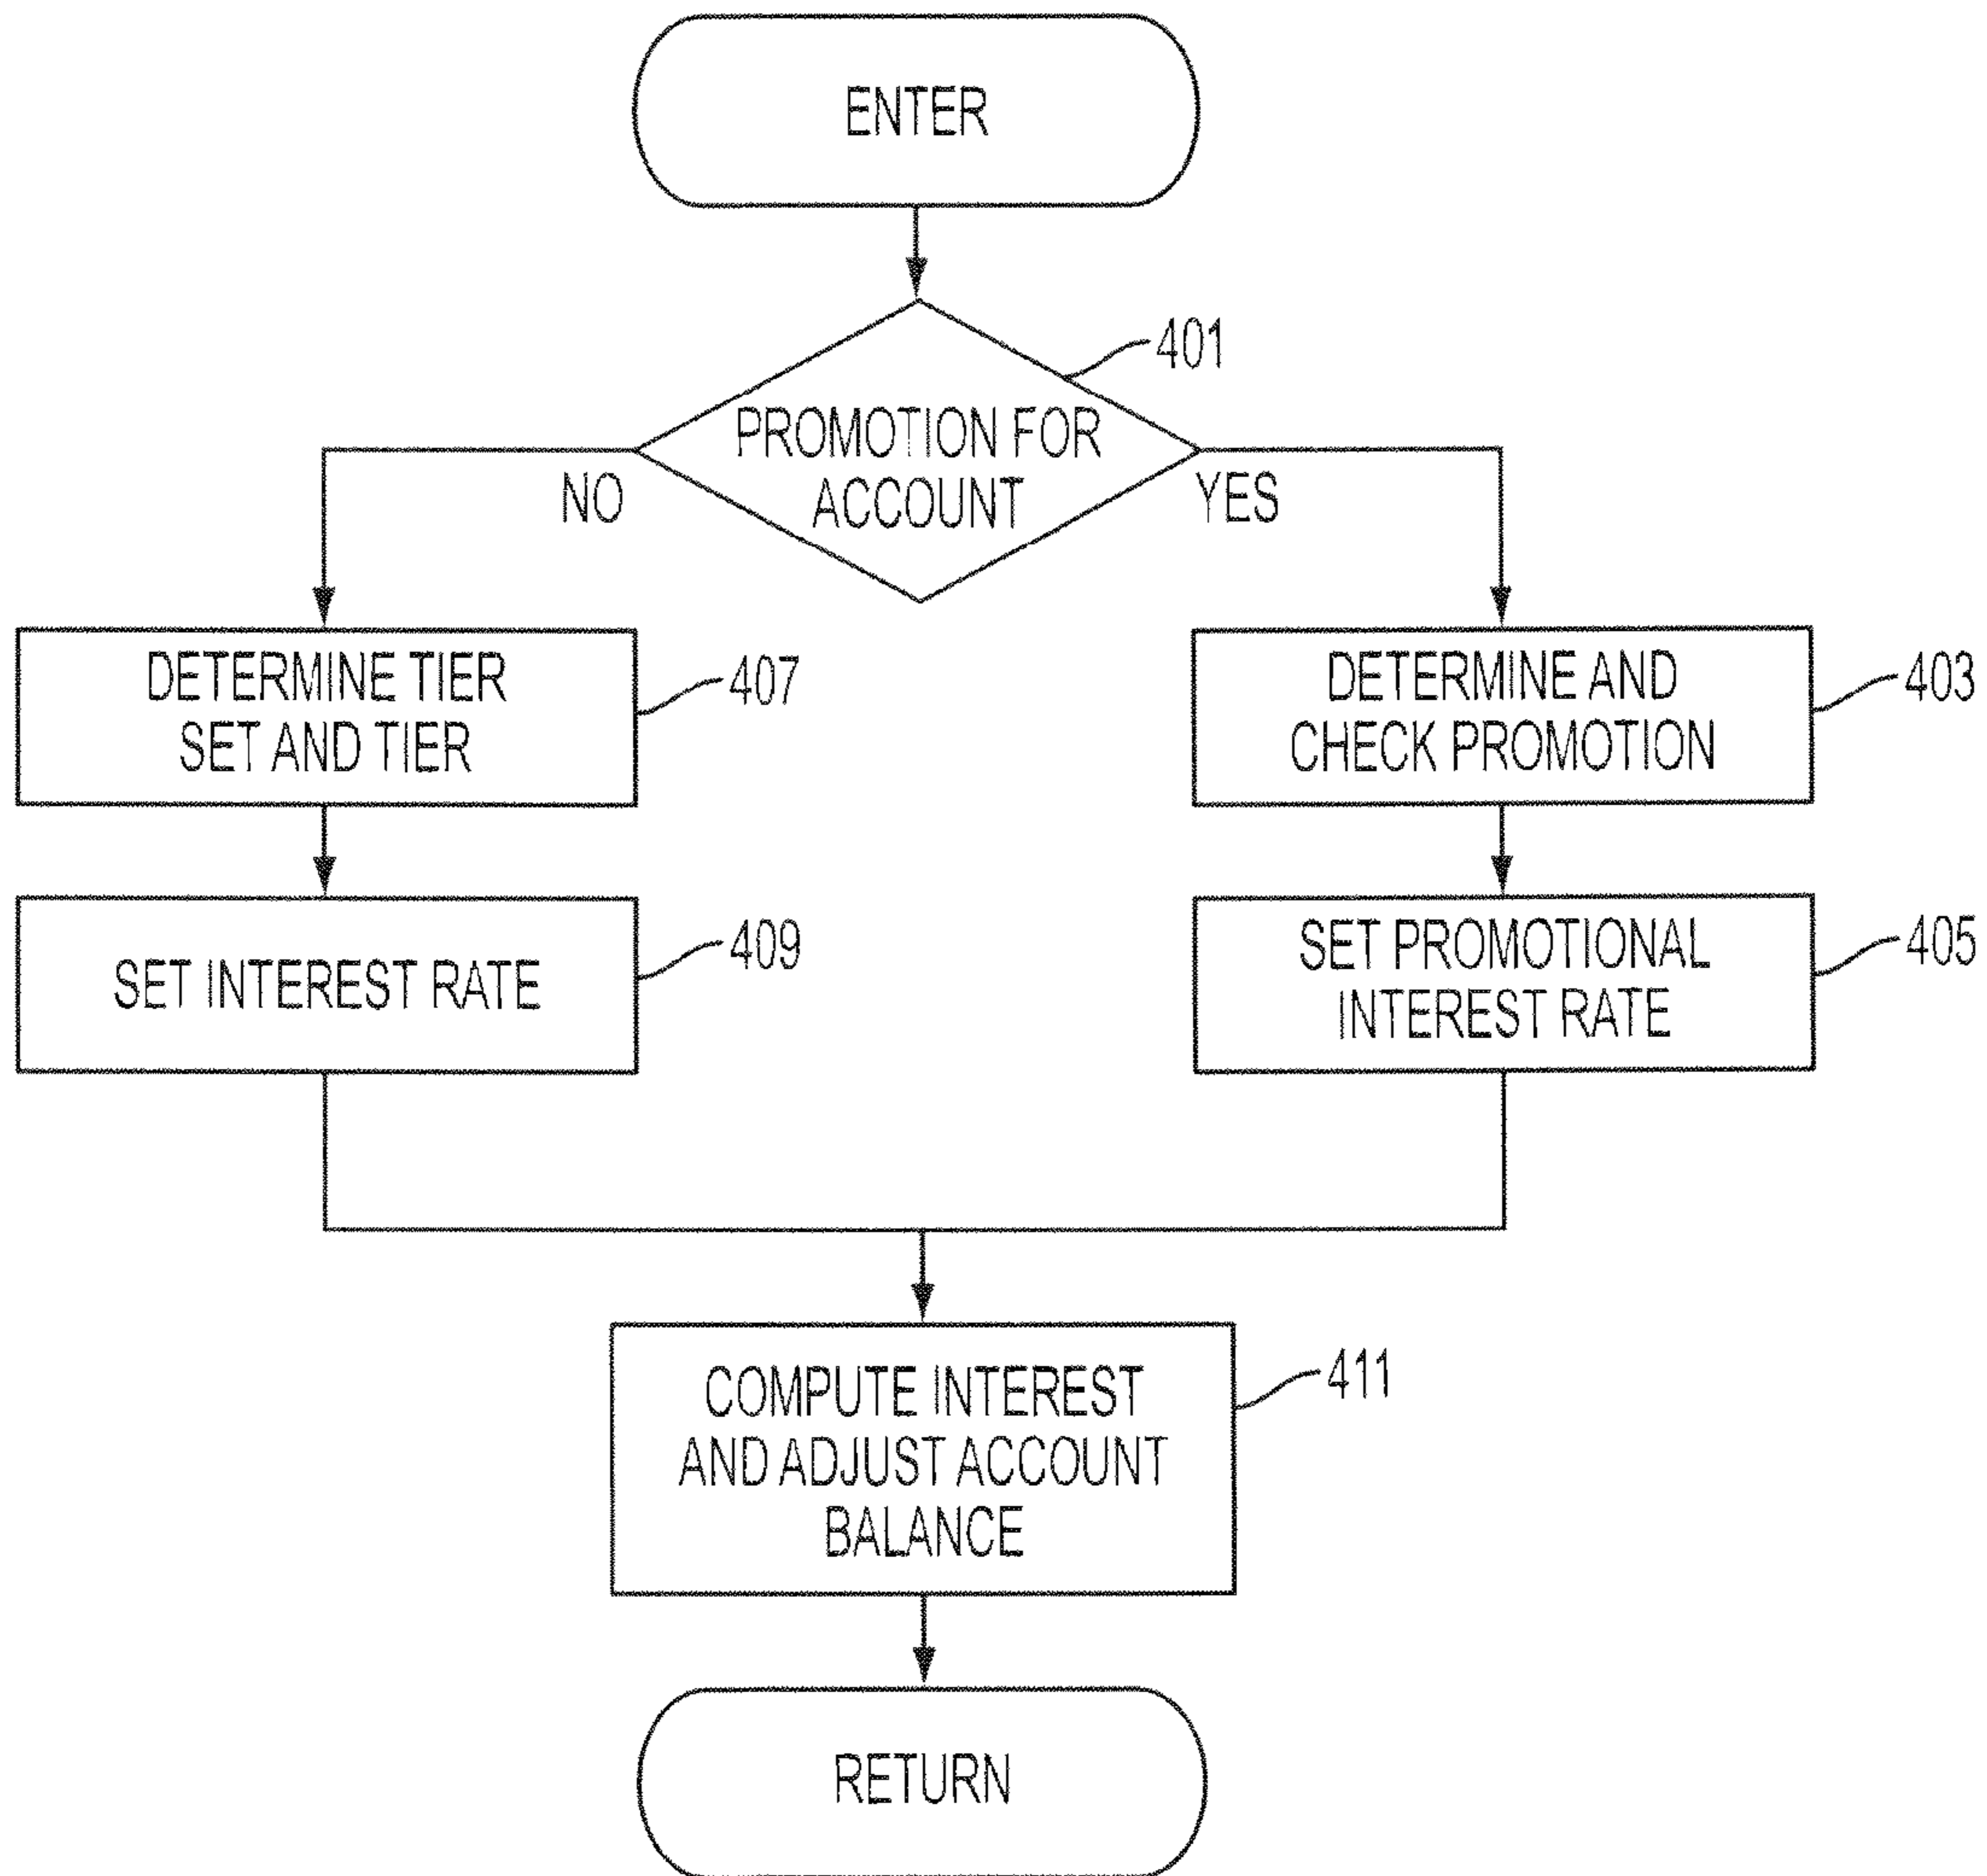 ENTER
401
PROMOTION FOR
ACCOUNT
NO
YES
DETERMINE TIER
SET AND TIER
407
DETERMINE AND
CHECK PROMOTION
403
SET INTEREST RATE
409
SET PROMOTIONAL
INTEREST RATE
405
COMPUTE INTEREST
AND ADJUST ACCOUNT
BALANCE
411
RETURN